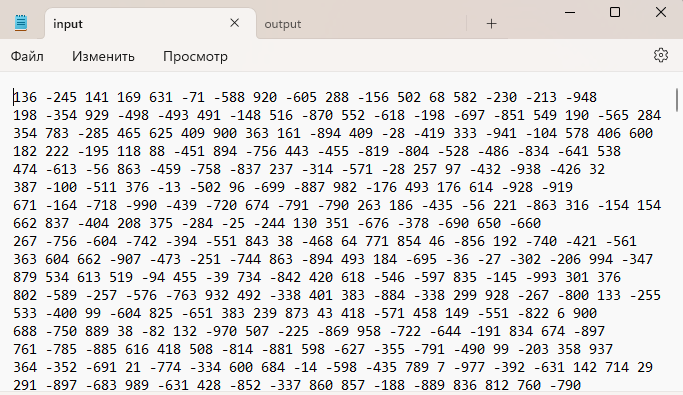 input
output
Файл Изменить Просмотр
136 -245 141 169 631 -71 -588 920 -605 288 -156 502 68 582 -230 -213 -948
198 -354 929 -498 -493 491 -148 516 -870 552 -618 -198 -697 -851 549 190 -565 284
354 783 -285 465 625 409 900 363 161 -894 409 -28 -419 333 -941 -104 578 406 600
182 222 -195 118 88 -451 894 -756 443 -455 -819 -804 -528 -486 -834 -641 538
474 -613 -56 863 -459 -758 -837 237 -314 -571 -28 257 97 -432 -938 -426 32
387 -100 -511 376 -13 -502 96 -699 -887 982 -176 493 176 614 -928 -919
671 -164 -718 -990 -439 -720 674 -791 -790 263 186 -435 -56 221 -863 316 -154 154
662 837 -404 208 375 -284 -25 -244 130 351 -676 -378 -690 650 -660
267 -756 -604 -742 -394 -551 843 38 -468 64 771 854 46 -856 192 -740 -421 -561
363 604 662 -907 -473 -251 -744 863 -894 493 184 -695 -36 -27 -302 -206 994 -347
879 534 613 519 -94 455 -39 734 -842 420 618 -546 -597 835 -145 -993 301 376
802 -589 -257 -576 -763 932 492 -338 401 383 -884 -338 299 928 -267 -800 133 -255
533 -400 99 -604 825 -651 383 239 873 43 418 -571 458 149 -551 -822 6 900
688 -750 889 38 -82 132 -970 507 -225 -869 958 -722 -644 -191 834 674 -897
761 -785 -885 616 418 508 -814 -881 598 -627 -355 -791 -490 99 -203 358 937
364 -352 -691 21 -774 -334 600 684 -14 -598 -435 789 7 -977 -392 -631 142 714 29
291 -897 -683 989 -631 428 -852 -337 860 857 -188 -889 836 812 760 -790